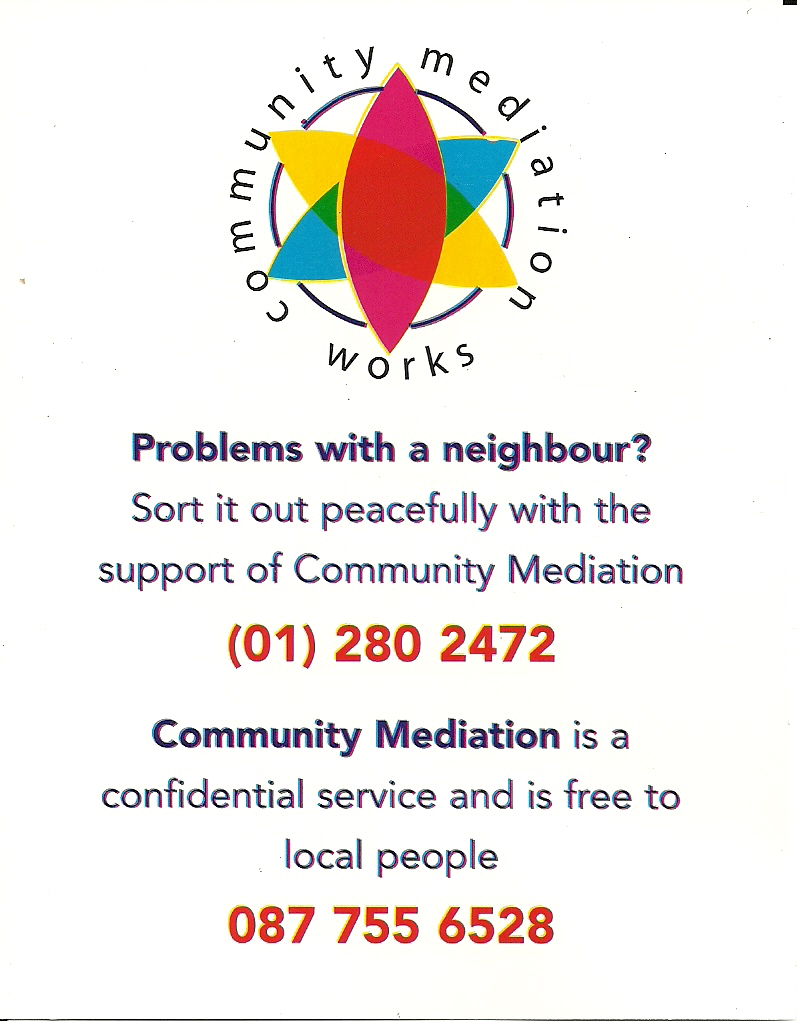 community mediation
works
Problems with a neighbour?
Sort it out peacefully with the
support of Community Mediation
(01) 280 2472
Community Mediation is a
confidential service and is free to
local people
087 755 6528